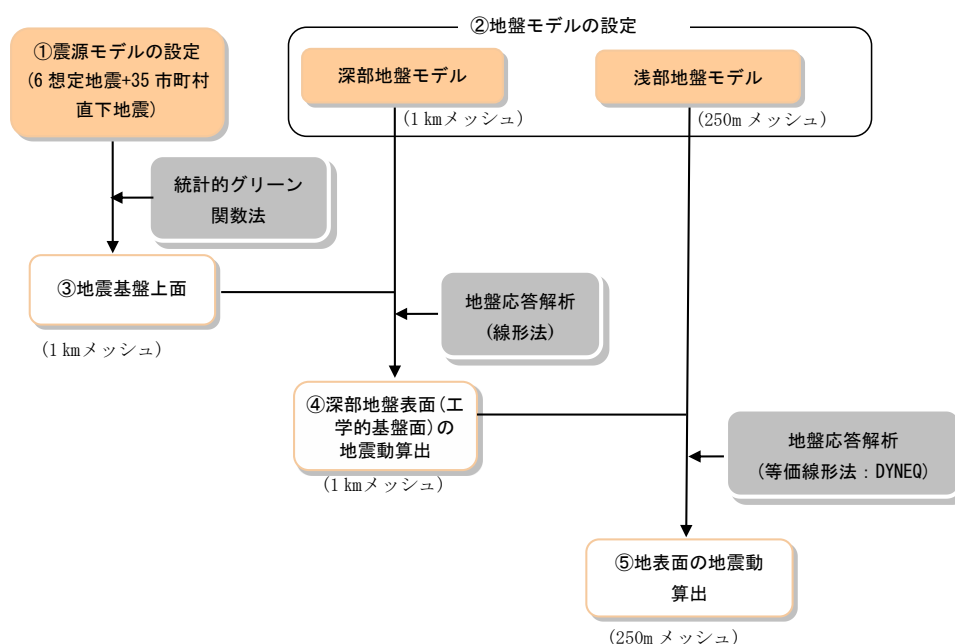 ②地盤モデルの設定
①震源モデルの設定
(6 想定地震+35 市町村
直下地震)
深部地盤モデル
(1 kmメッシュ)
浅部地盤モデル
(250m メッシュ)
統計的グリーン
関数法
③地震基盤上面
(1 kmメッシュ)
地盤応答解析
(線形法)
④深部地盤表面(工
学的基盤面)の
地震動算出
(1 kmメッシュ)
地盤応答解析
(等価線形法：DYNEQ)
⑤地表面の地震動
算出
(250m メッシュ)